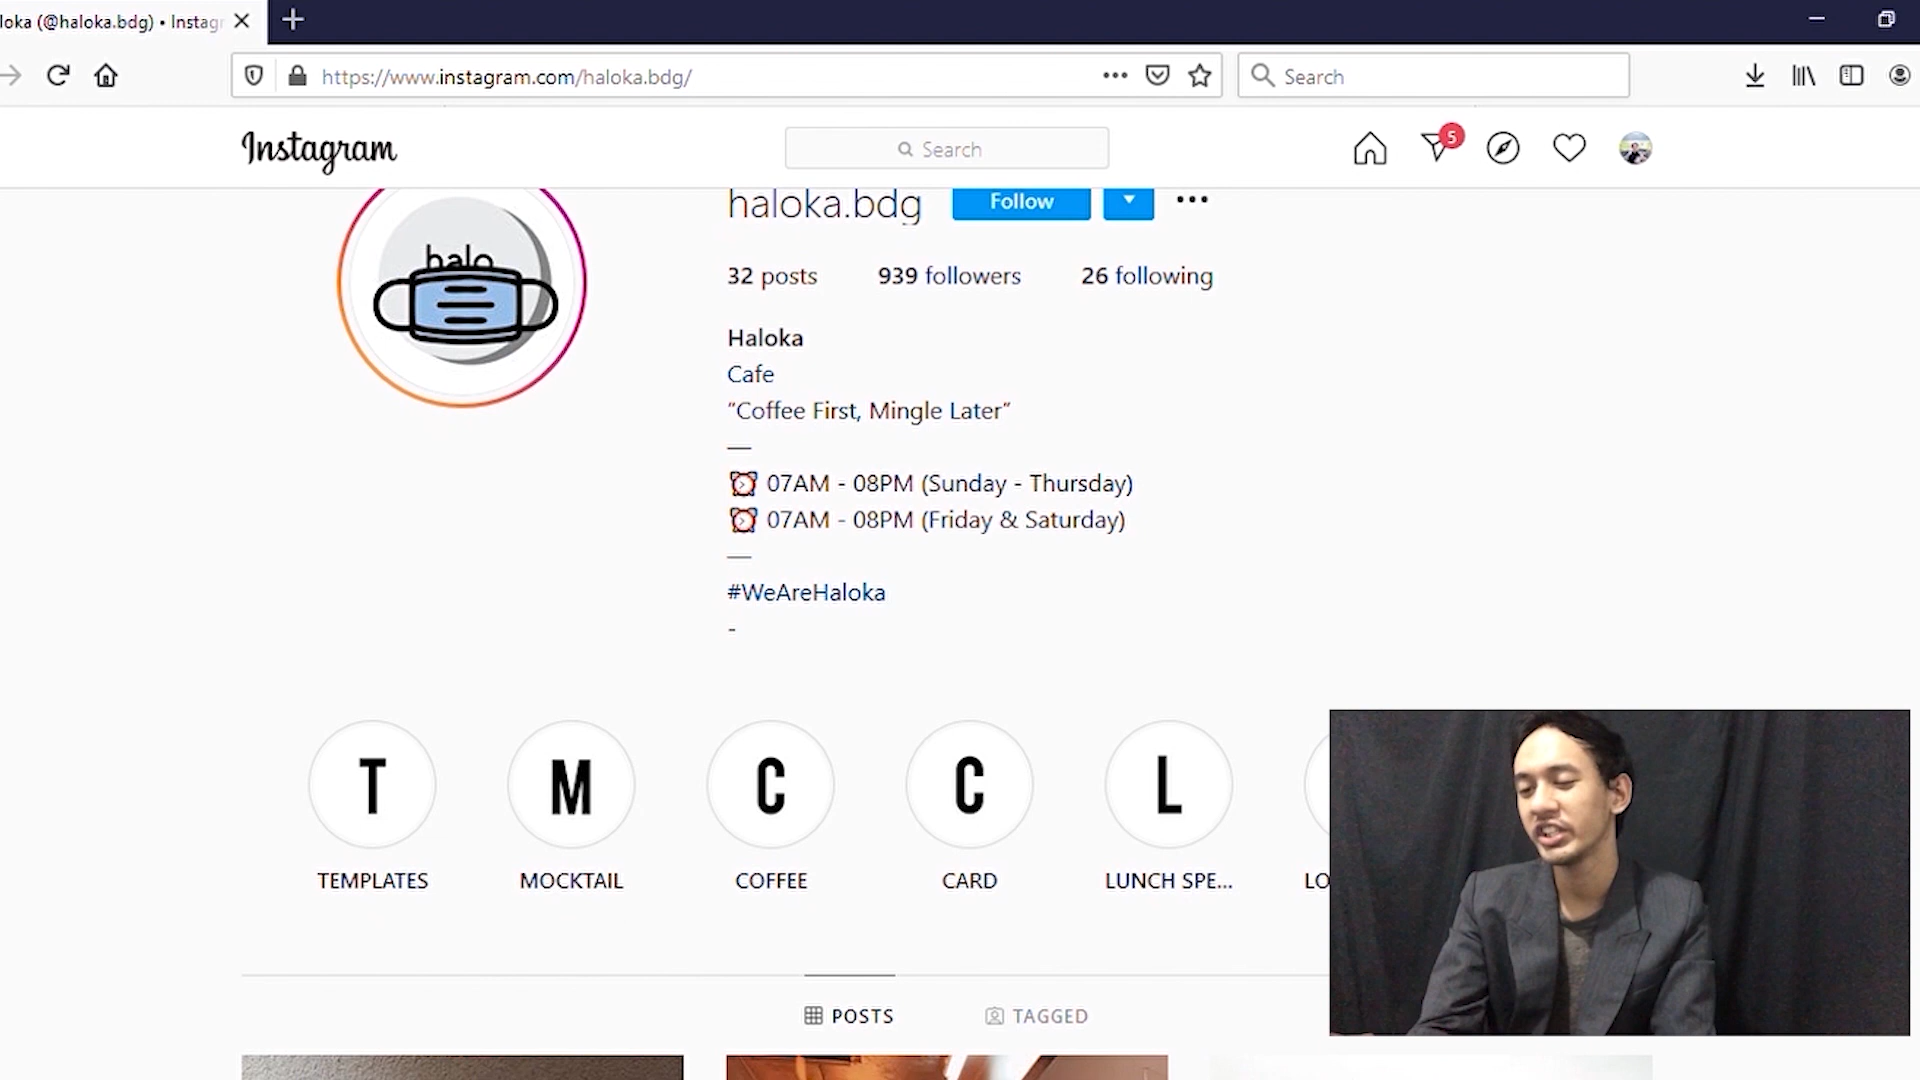 loka (@haloka.bdg) • Instagr
https://www.instagram.com/haloka.bdg/
Search
Instagram
Search
5
haloka.bdg
Follow
halo
32 posts 939 followers 26 following
Haloka
Cafe
“Coffee First, Mingle Later”
—
07AM - 08PM (Sunday - Thursday)
07AM - 08PM (Friday & Saturday)
—
#WeAreHaloka
-
T M C C L
TEMPLATES MOCKTAIL COFFEE CARD LUNCH SPE... LO
POSTS TAGGED